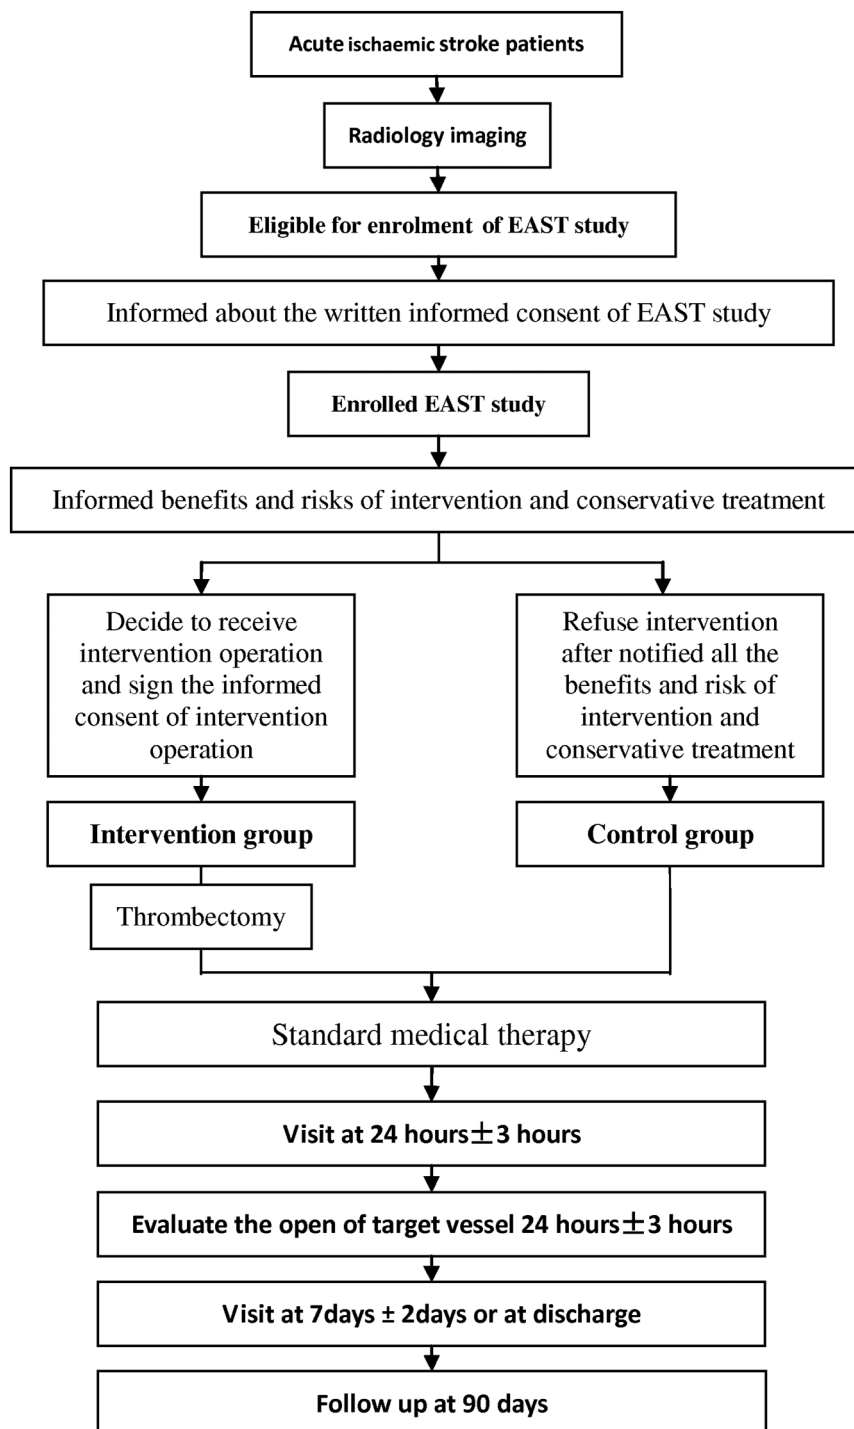 Acute ischaemic stroke patients
Radiology imaging
Eligible for enrolment of EAST study
Informed about the written informed consent of EAST study
Enrolled EAST study
Informed benefits and risks of intervention and conservative treatment
Decide to receive
intervention operation
and sign the informed
consent of intervention
operation
Refuse intervention
after notified all the
benefits and risk of
intervention and
conservative treatment
Intervention group
Control group
Thrombectomy
Standard medical therapy
Visit at 24 hours±3 hours
Evaluate the open of target vessel 24 hours±3 hours
Visit at 7days ± 2days or at discharge
Follow up at 90 days